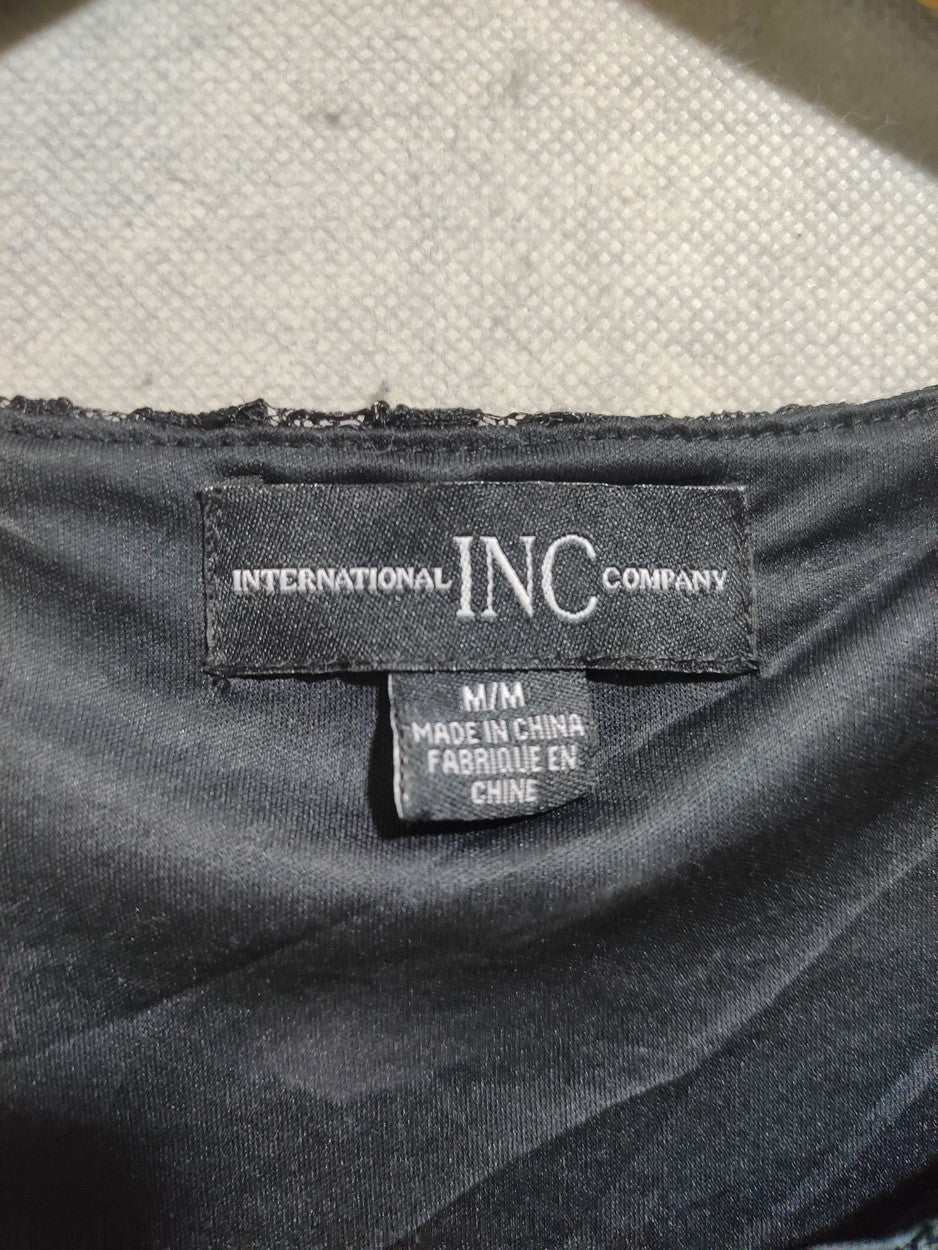 INTERNATIONAL INC COMPANY
M/M
MADE IN CHINA
FABRIQUE EN
CHINE